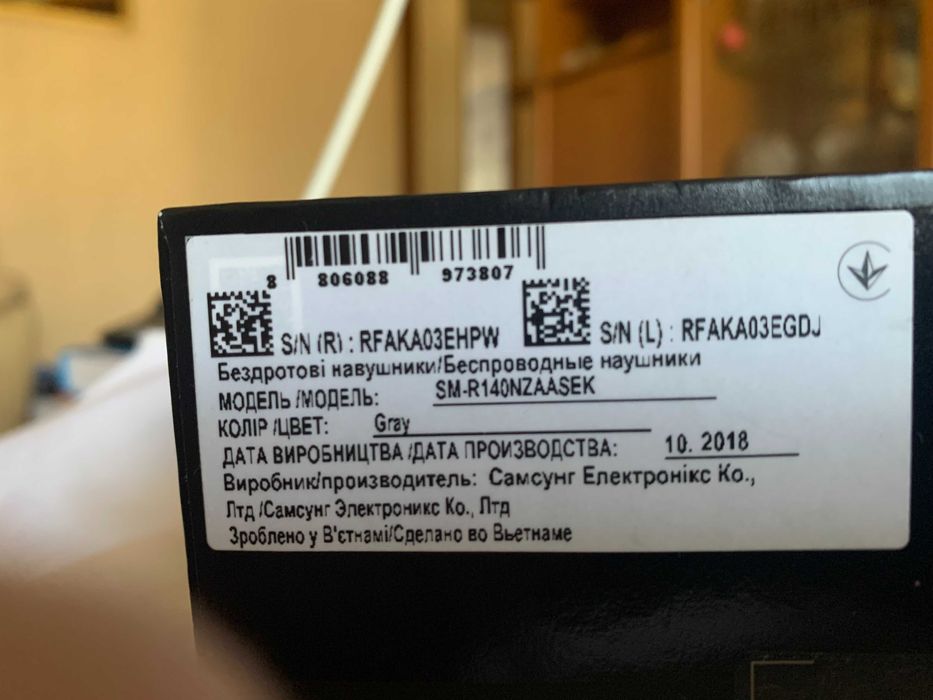 8 806088 973807
S/N (R) : RFAKA03EHPW S/N (L) : RFAKA03EGDJ
Бездротові навушники/Беспроводные наушники
МОДЕЛЬ /МОДЕЛЬ: SM-R140NZAASEK
КОЛІР /ЦВЕТ: Gray
ДАТА ВИРОБНИЦТВА /ДАТА ПРОИЗВОДСТВА: 10. 2018
Виробник/производитель: Самсунг Електронікс Ко.,
Лтд /Самсунг Электроникс Ко., Лтд
Зроблено у В'єтнамі/Сделано во Вьетнаме